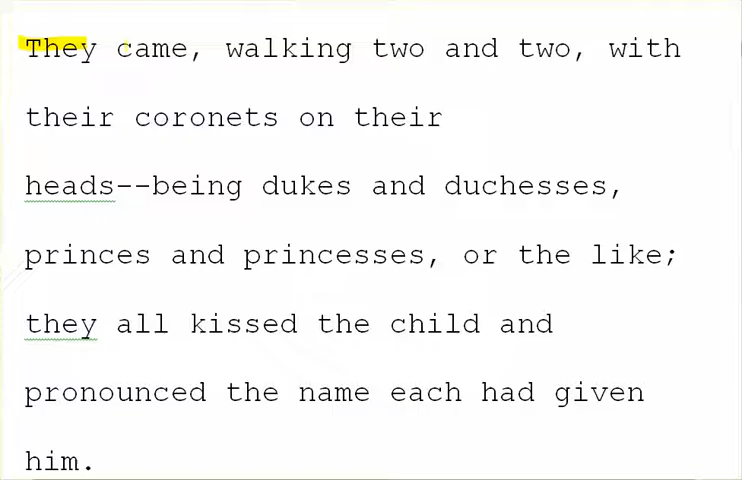 They came, walking two and two, with
their coronets on their
heads--being dukes and duchesses,
princes and princesses, or the like;
they all kissed the child and
pronounced the name each had given
him.